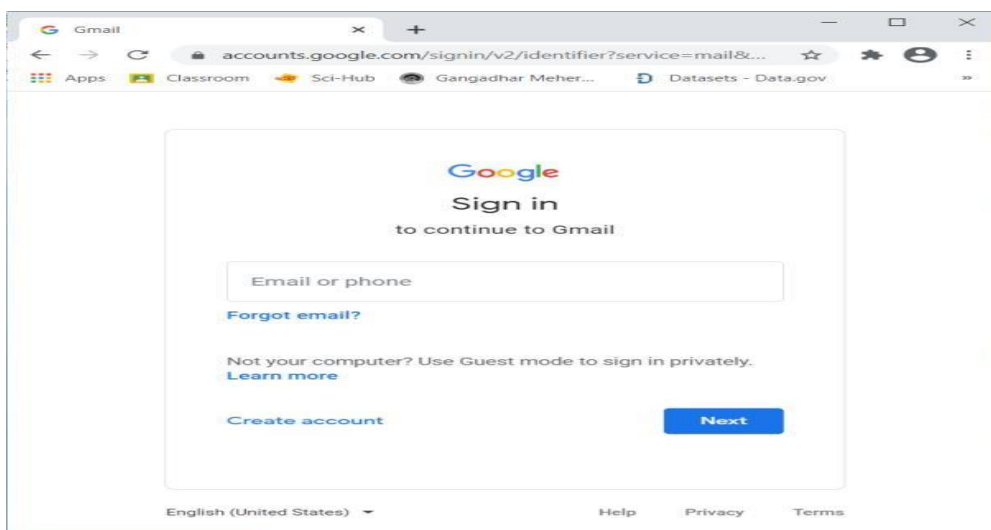 Gmail
accounts.google.com/signin/v2/identifier?service=mail&...
Apps Classroom Sci-Hub Gangadhar Meher... Datasets - Data.gov
Google
Sign in
to continue to Gmail
Email or phone
Forgot email?
Not your computer? Use Guest mode to sign in privately.
Learn more
Create account Next
English (United States) Help Privacy Terms